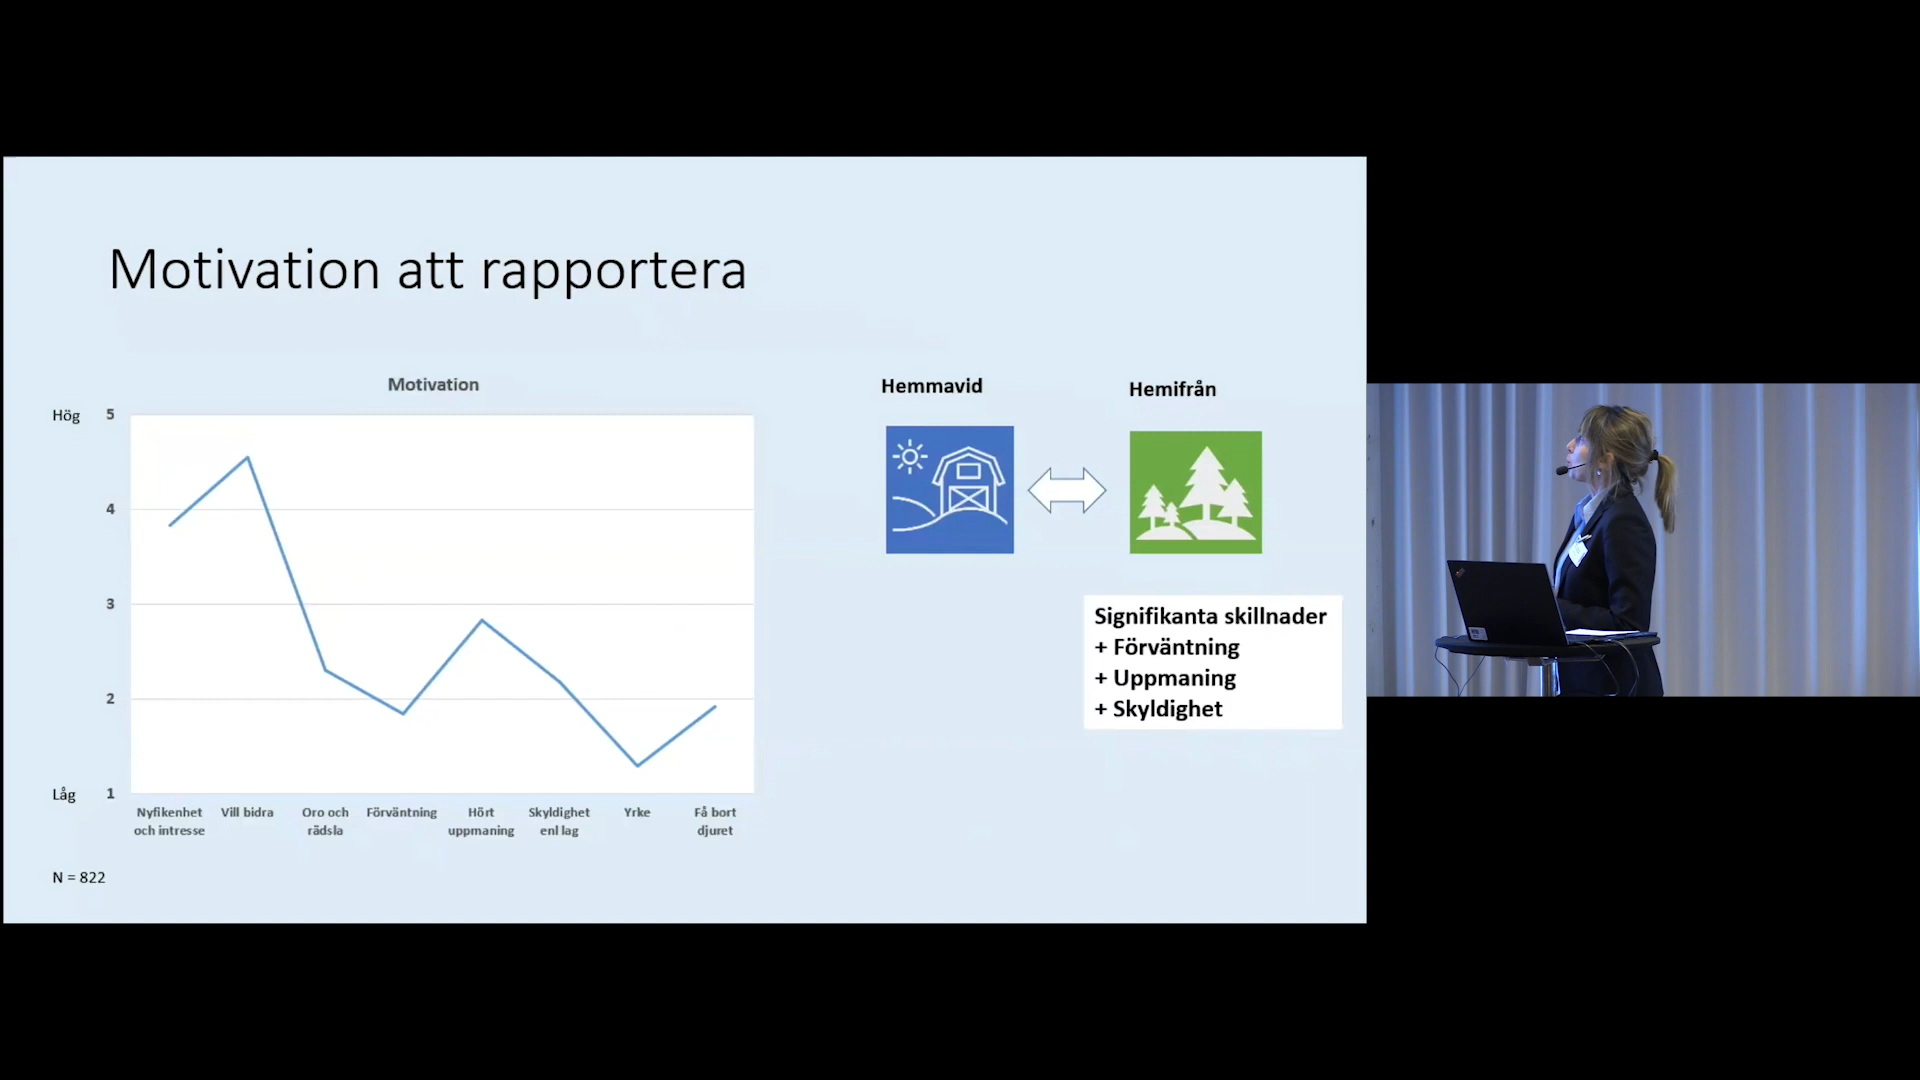 Motivation att rapportera
Motivation
Hög 5
4
3
2
Låg 1
Nyfikenhet och intresse
Vill bidra
Oro och rädsla
Förväntning
Hört uppmaning
Skyldighet enl lag
Yrke
Få bort djuret
N = 822
Hemmavid
Hemifrån
Signifikanta skillnader
+ Förväntning
+ Uppmaning
+ Skyldighet